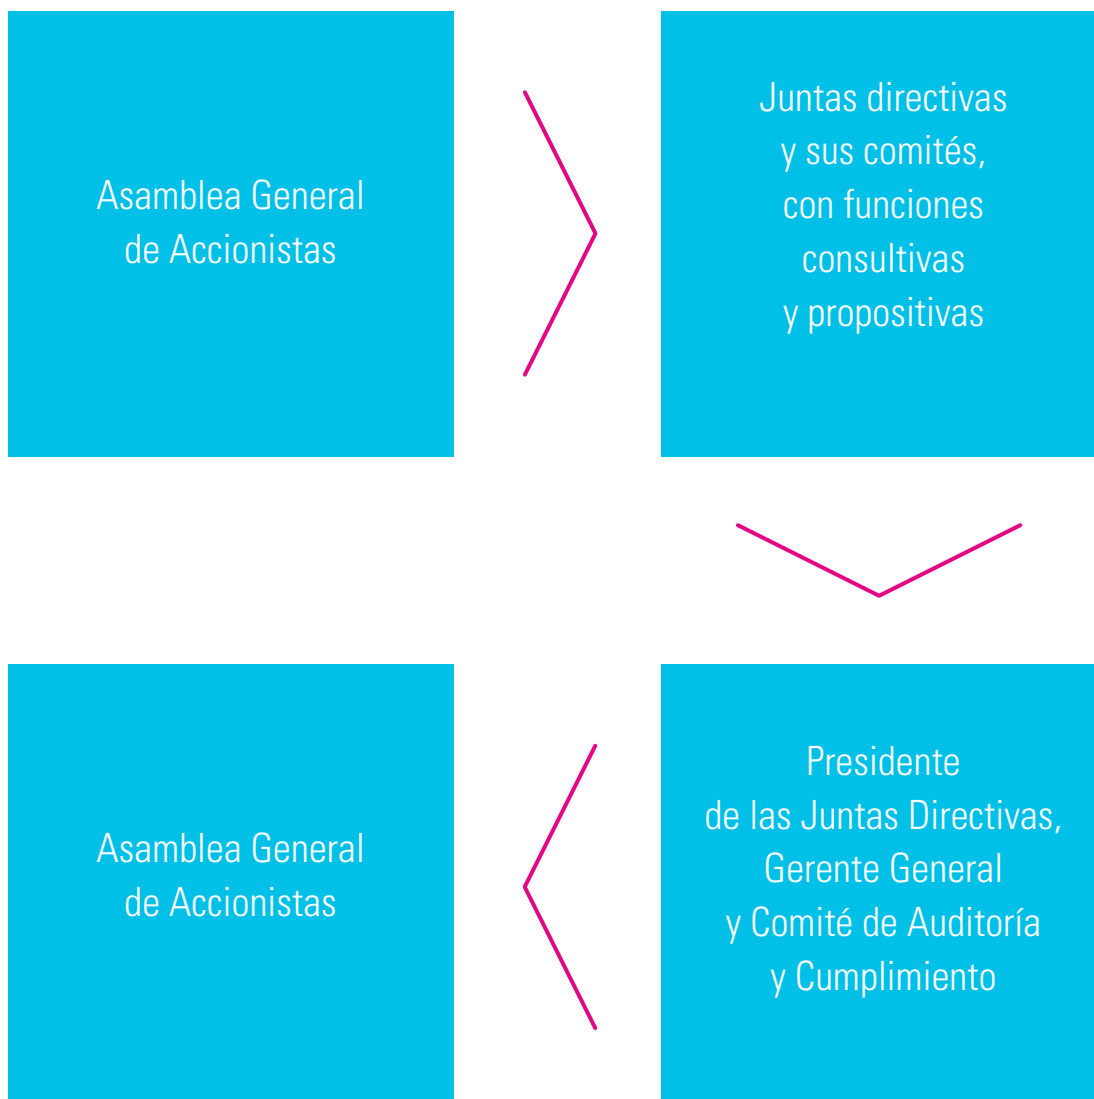 Asamblea General
de Accionistas
Juntas directivas
y sus comités,
con funciones
consultivas
y propositivas
Presidente
de las Juntas Directivas,
Gerente General
y Comité de Auditoría
y Cumplimiento
Asamblea General
de Accionistas